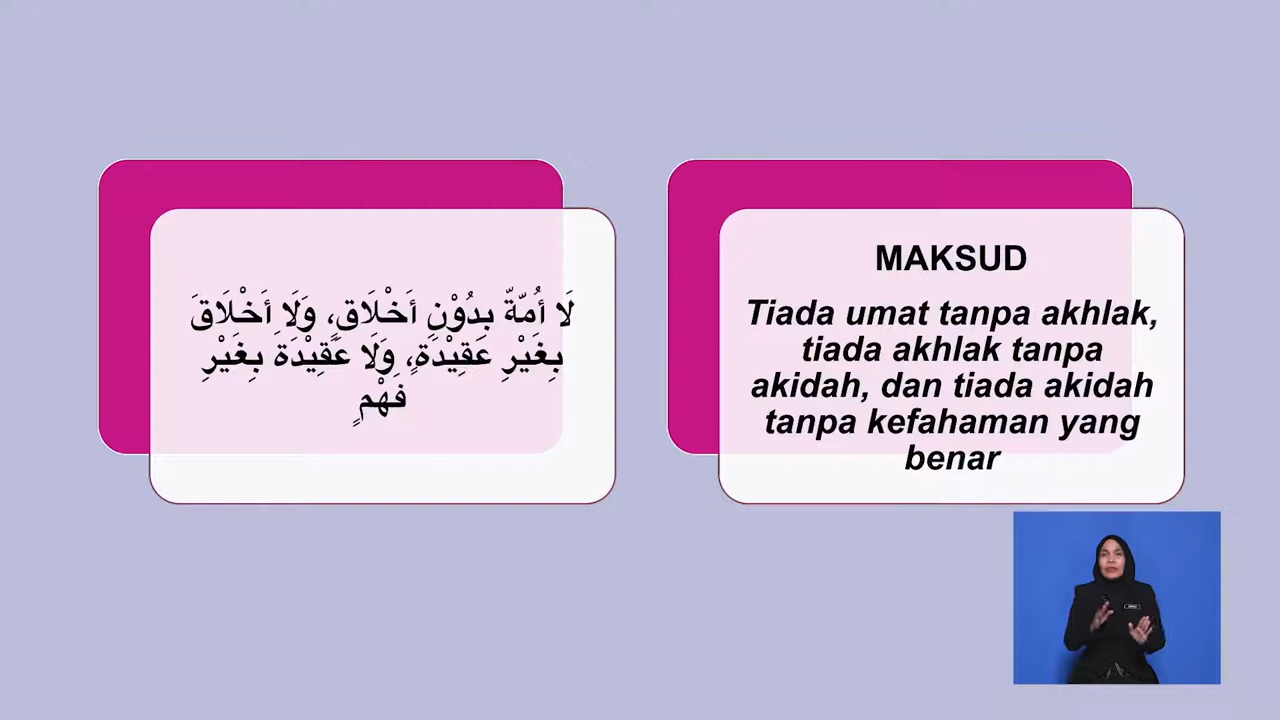 لَا أُمّةّ بِدُوْنِ أَخْلَاقٍ، وَلَا أَخْلَاقَ
بِغَيْرِ عَقِيْدَةٍ، وَلَا عَقِيْدَةَ بِغَيْرِ
فَهْمٍ
MAKSUD
Tiada umat tanpa akhlak,
tiada akhlak tanpa
akidah, dan tiada akidah
tanpa kefahaman yang
benar